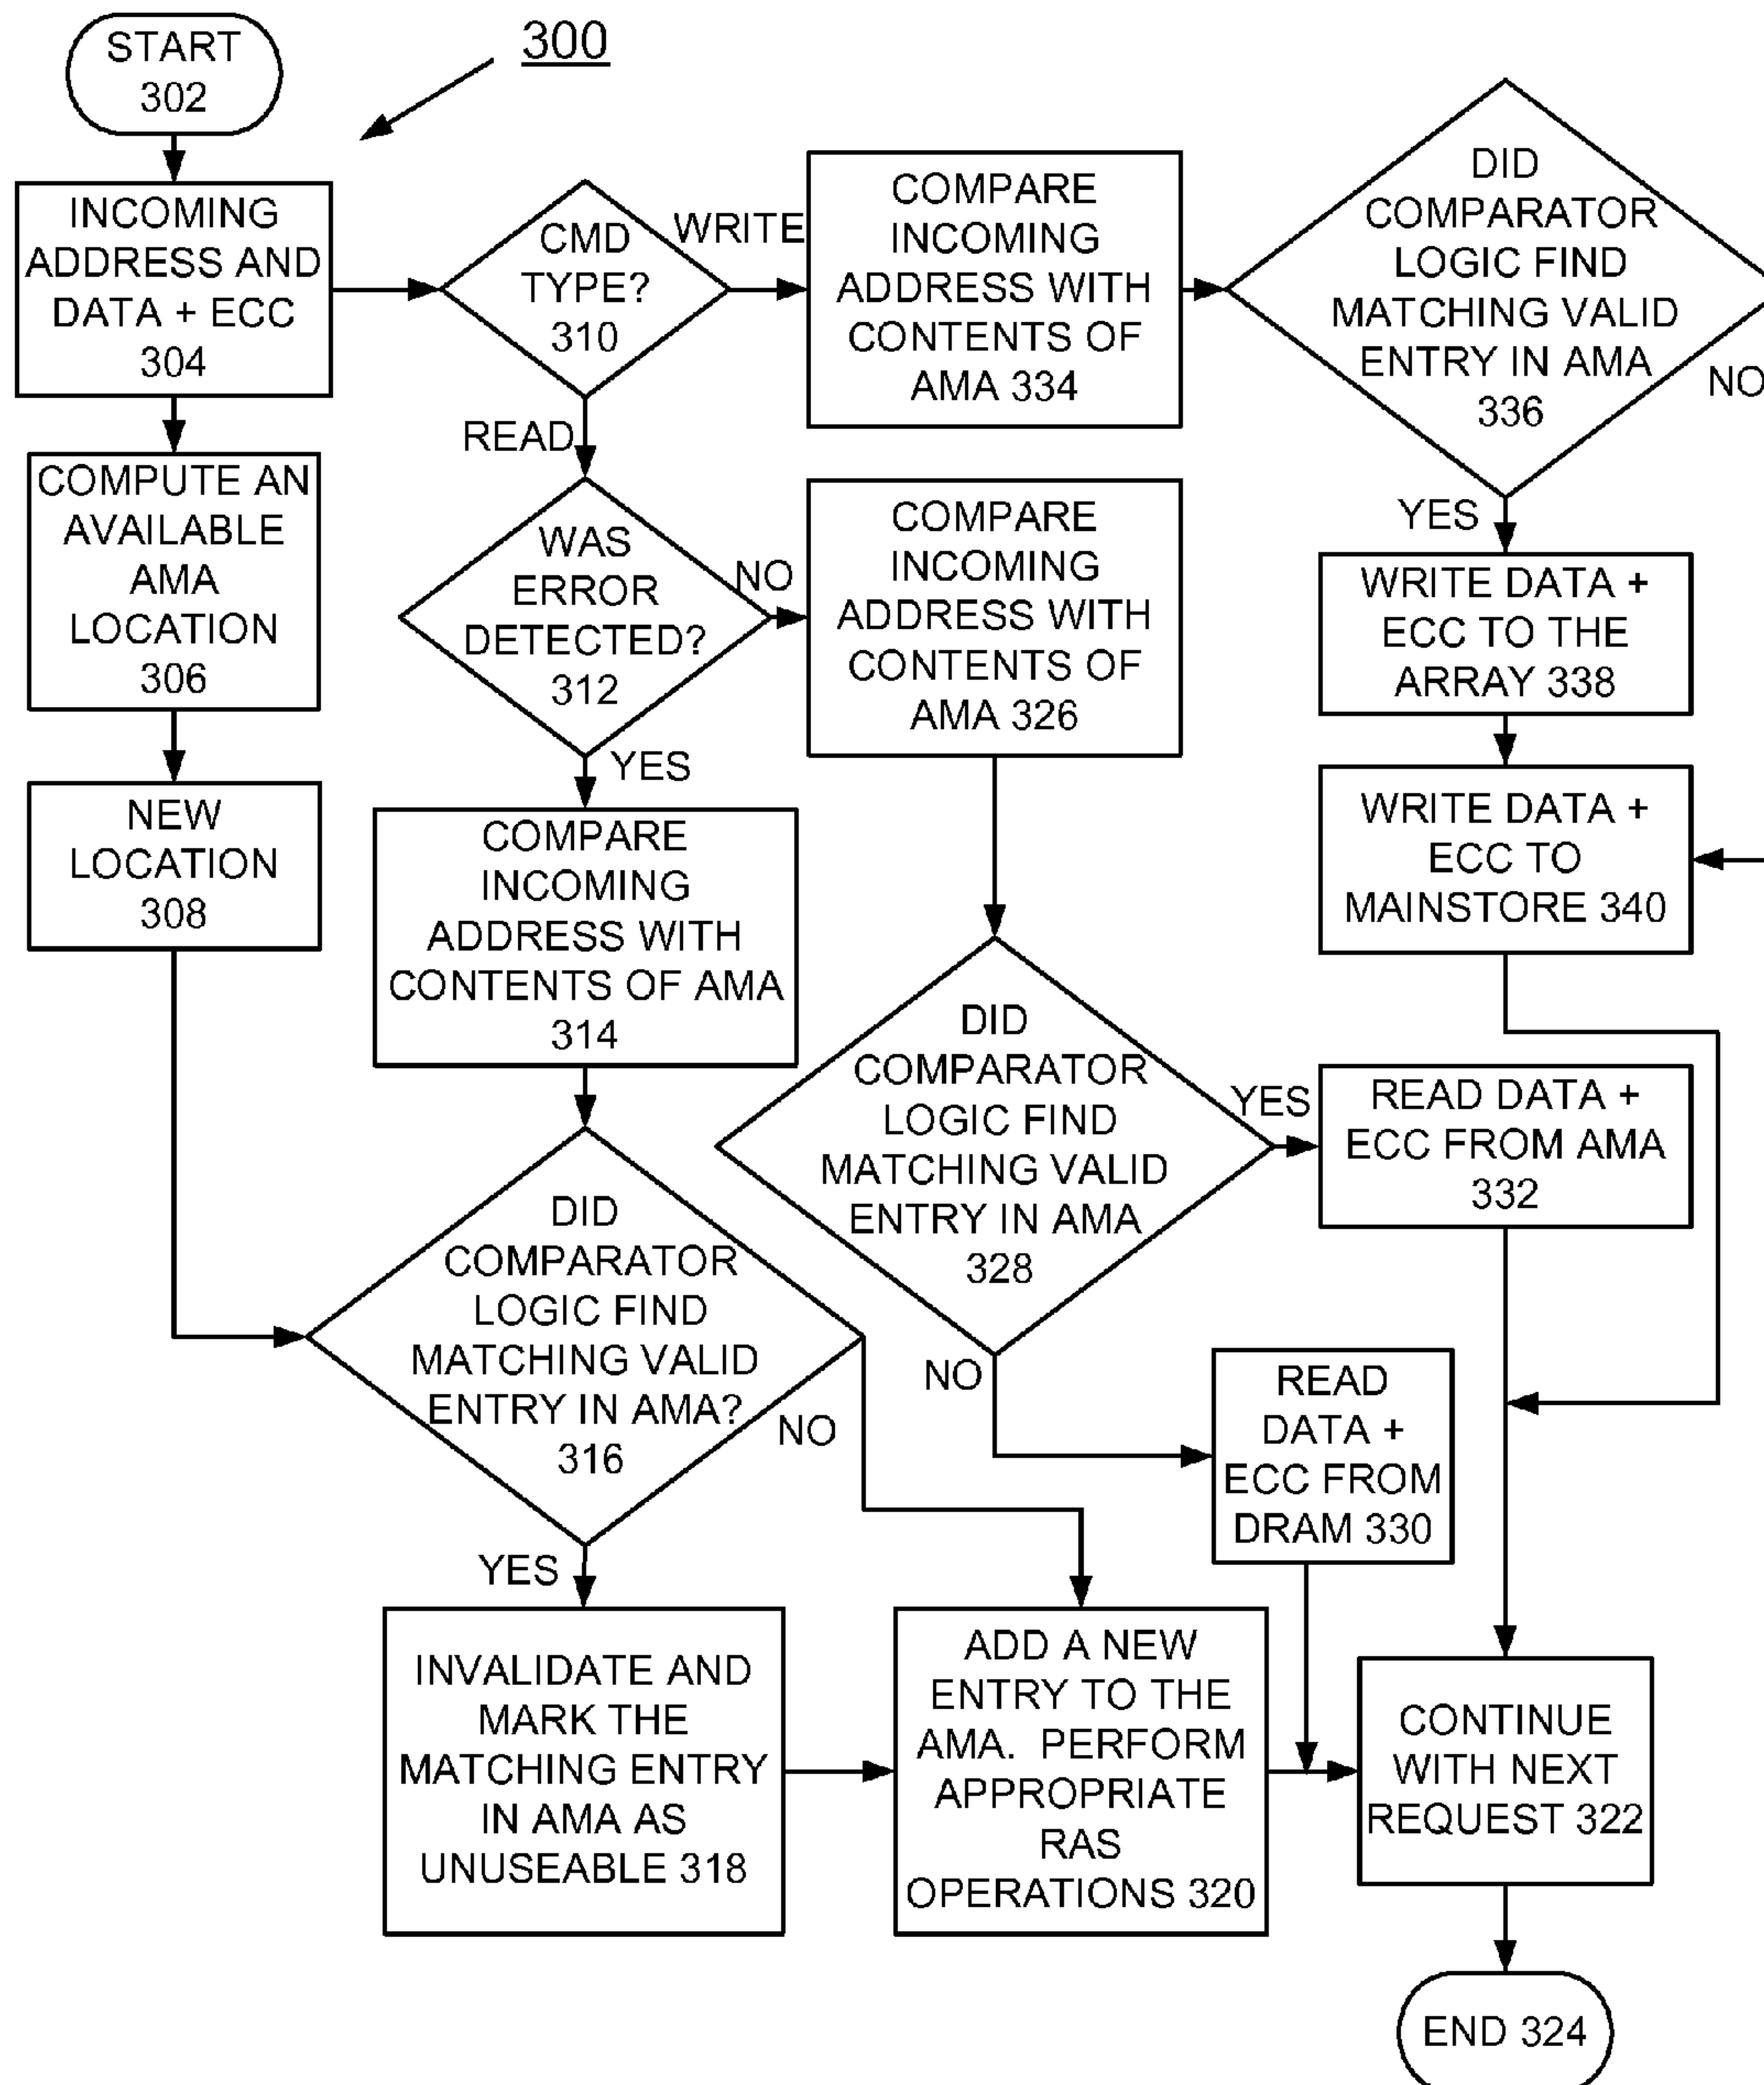 300
START
302
INCOMING
ADDRESS AND
DATA + ECC
304
COMPUTE AN
AVAILABLE
AMA
LOCATION
306
NEW
LOCATION
308
CMD
TYPE?
310
WRITE
READ
WAS
ERROR
DETECTED?
312
NO
YES
COMPARE
INCOMING
ADDRESS WITH
CONTENTS OF AMA
314
DID
COMPARATOR
LOGIC FIND
MATCHING VALID
ENTRY IN AMA?
316
NO
YES
INVALIDATE AND
MARK THE
MATCHING ENTRY
IN AMA AS
UNUSEABLE 318
ADD A NEW
ENTRY TO THE
AMA. PERFORM
APPROPRIATE
RAS
OPERATIONS 320
COMPARE
INCOMING
ADDRESS WITH
CONTENTS OF
AMA 326
DID
COMPARATOR
LOGIC FIND
MATCHING VALID
ENTRY IN AMA
328
YES
NO
READ
DATA +
ECC FROM
DRAM 330
READ DATA +
ECC FROM AMA
332
COMPARE
INCOMING
ADDRESS WITH
CONTENTS OF
AMA 334
DID
COMPARATOR
LOGIC FIND
MATCHING VALID
ENTRY IN AMA
336
NO
YES
WRITE DATA +
ECC TO THE
ARRAY 338
WRITE DATA +
ECC TO
MAINSTORE 340
CONTINUE
WITH NEXT
REQUEST 322
END 324